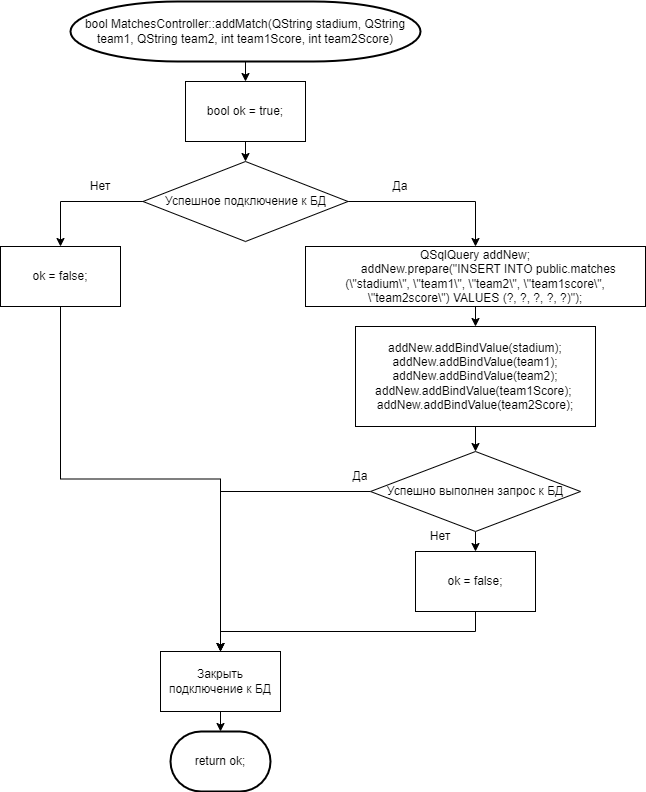 bool MatchesController::addMatch(QString stadium, QString
team1, QString team2, int team1Score, int team2Score)
bool ok = true;
Нет
Да
Успешное подключение к БД
ok = false;
QSqlQuery addNew;
addNew.prepare("INSERT INTO public.matches
(\"stadium\", \"team1\", \"team2\", \"team1score\",
\"team2score\") VALUES (?, ?, ?, ?, ?)");
addNew.addBindValue(stadium);
addNew.addBindValue(team1);
addNew.addBindValue(team2);
addNew.addBindValue(team1Score);
addNew.addBindValue(team2Score);
Да
Успешно выполнен запрос к БД
Нет
ok = false;
Закрыть
подключение к БД
return ok;